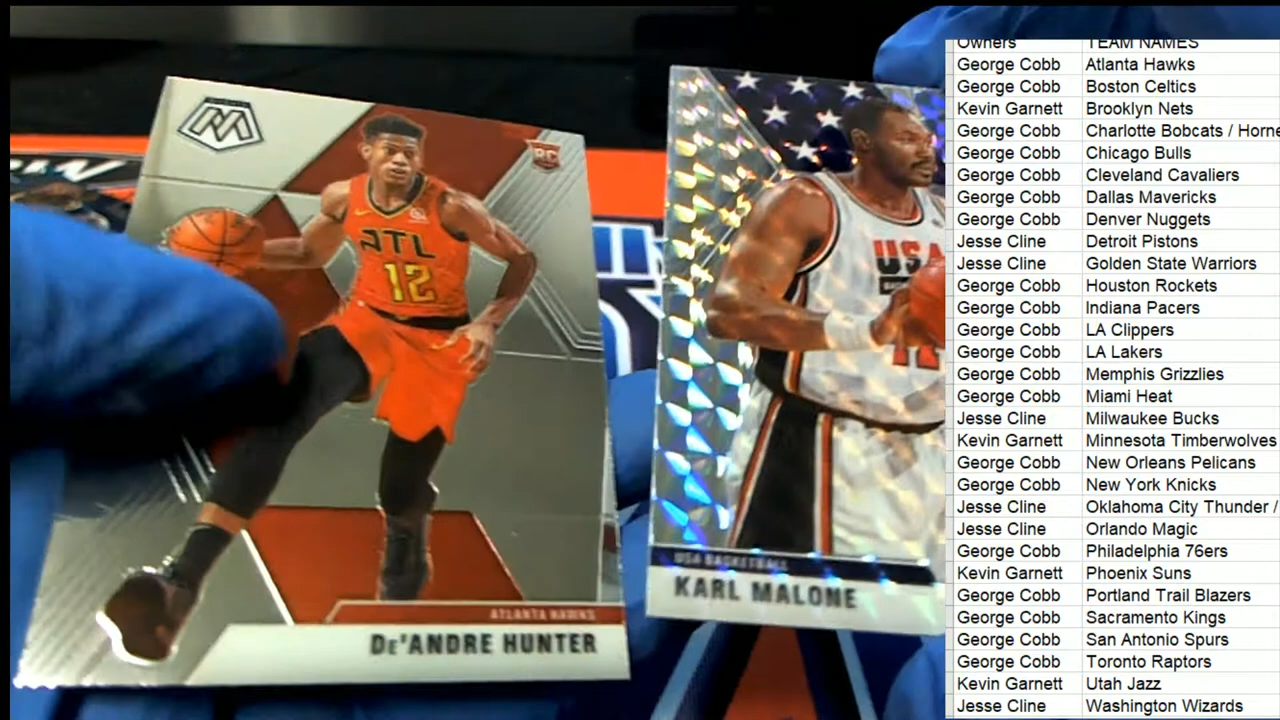 RC
ATL
12
ATLANTA HAWKS
DE'ANDRE HUNTER
USA
USA BASKETBALL
KARL MALONE
Owners TEAM NAMES
George Cobb Atlanta Hawks
George Cobb Boston Celtics
Kevin Garnett Brooklyn Nets
George Cobb Charlotte Bobcats / Horn
George Cobb Chicago Bulls
George Cobb Cleveland Cavaliers
George Cobb Dallas Mavericks
George Cobb Denver Nuggets
Jesse Cline Detroit Pistons
Jesse Cline Golden State Warriors
George Cobb Houston Rockets
George Cobb Indiana Pacers
George Cobb LA Clippers
George Cobb LA Lakers
George Cobb Memphis Grizzlies
George Cobb Miami Heat
Jesse Cline Milwaukee Bucks
Kevin Garnett Minnesota Timberwolves
George Cobb New Orleans Pelicans
George Cobb New York Knicks
Jesse Cline Oklahoma City Thunder /
Jesse Cline Orlando Magic
George Cobb Philadelphia 76ers
Kevin Garnett Phoenix Suns
George Cobb Portland Trail Blazers
George Cobb Sacramento Kings
George Cobb San Antonio Spurs
George Cobb Toronto Raptors
Kevin Garnett Utah Jazz
Jesse Cline Washington Wizards